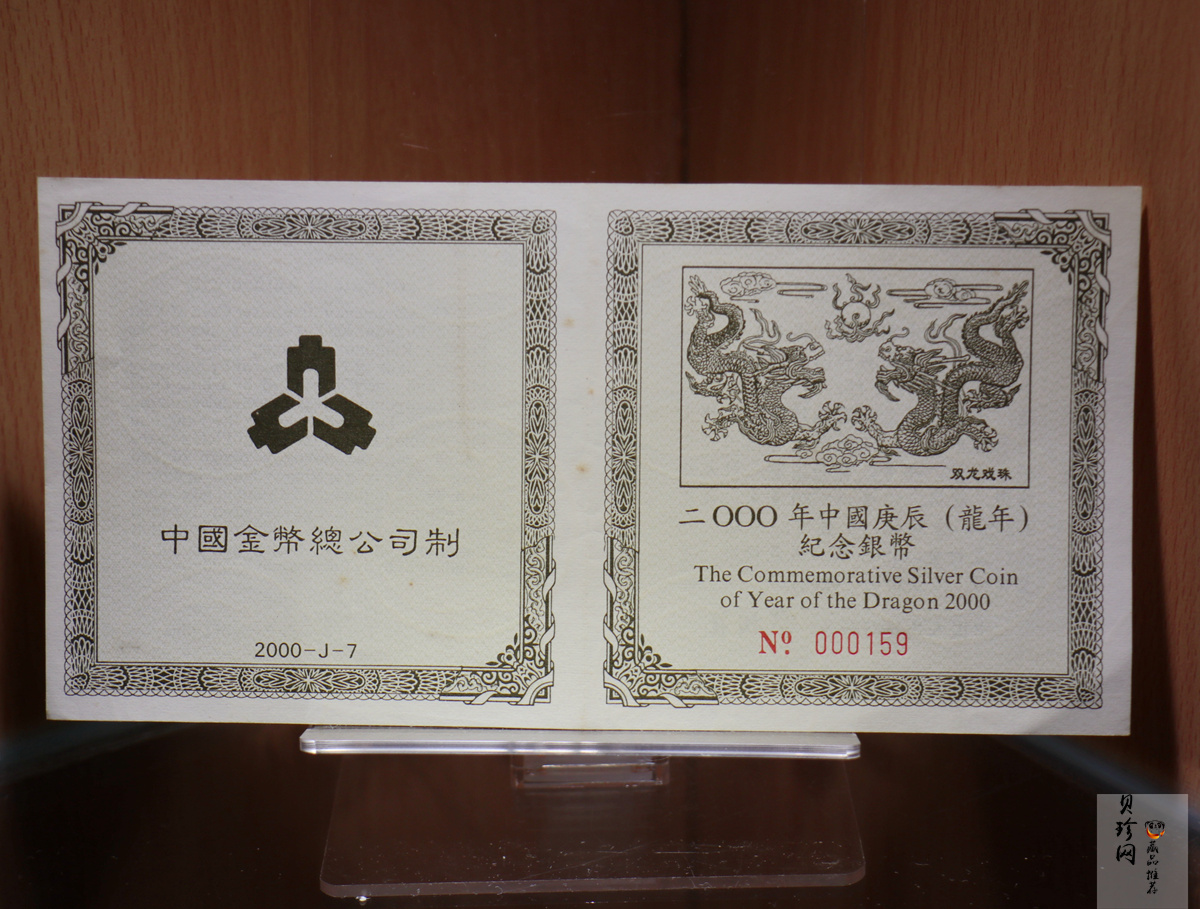 中國金幣總公司制
2000-J-7
双龙戏珠
二OOO 年中國庚辰（龍年）
紀念銀幣
The Commemorative Silver Coin
of Year of the Dragon 2000
Nº. 000159
贝珍网
藏品推荐